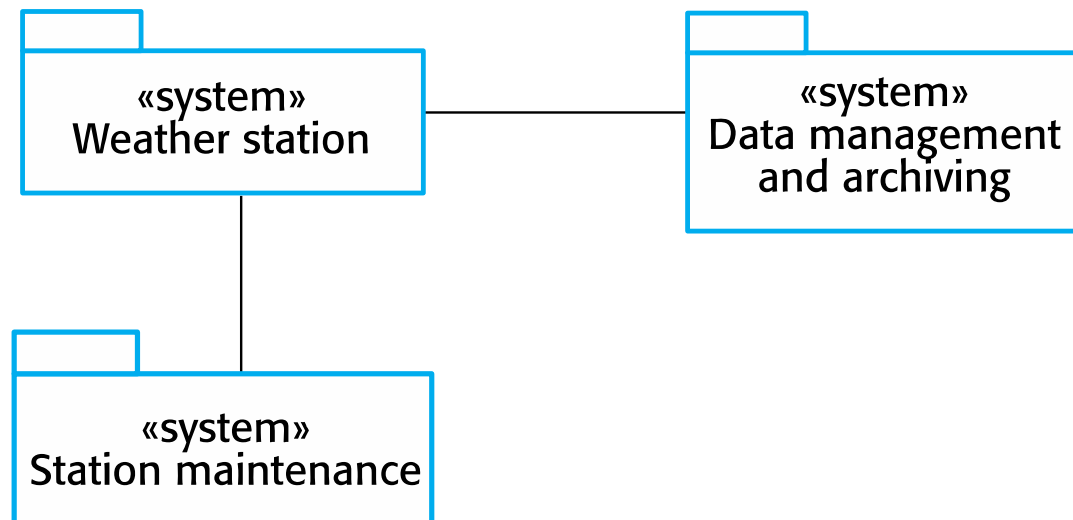 «system»
Weather station
«system»
Data management
and archiving
«system»
Station maintenance